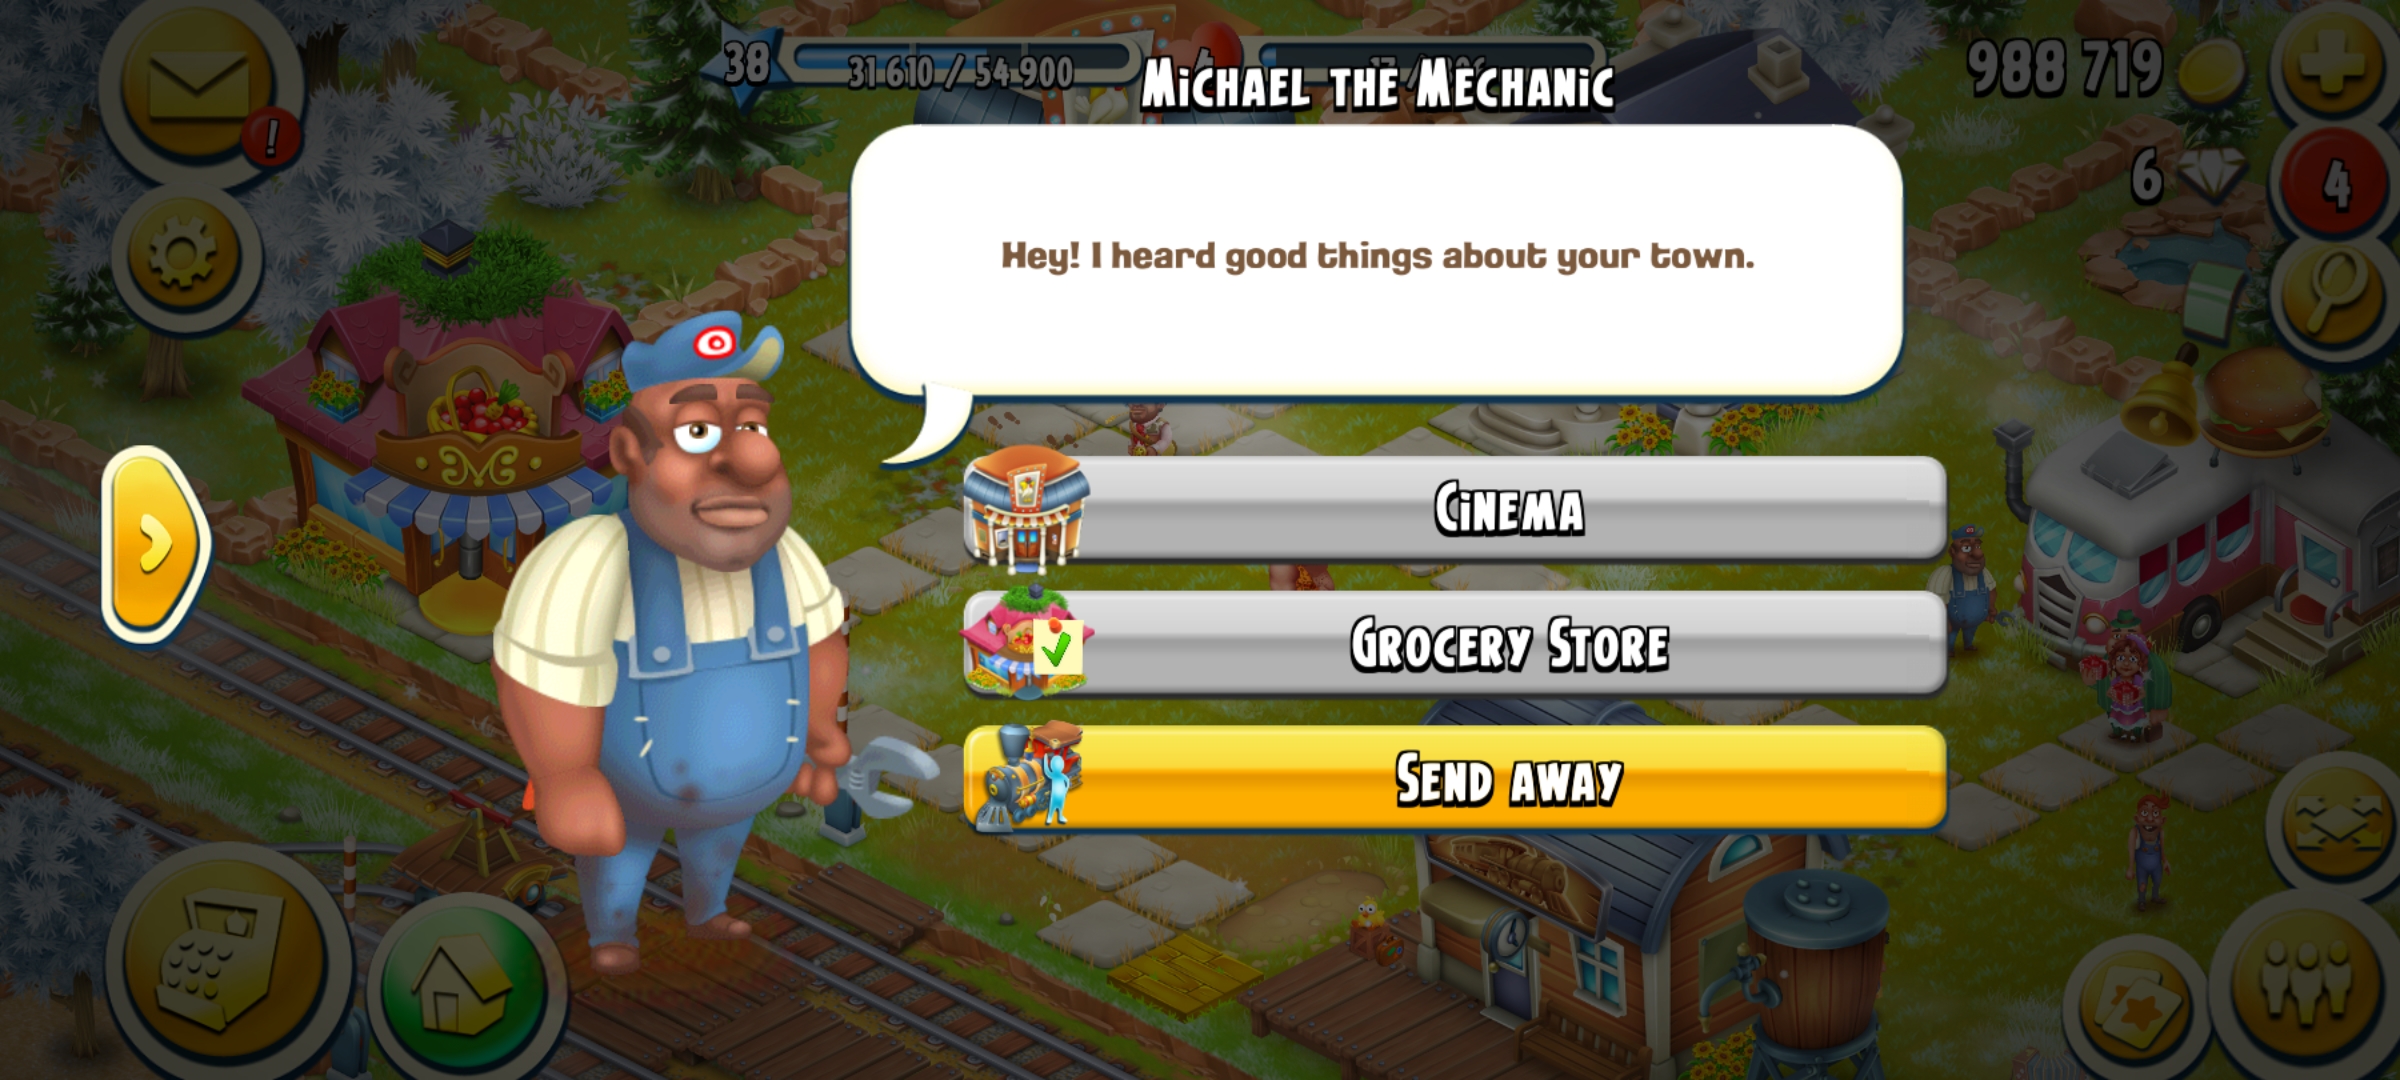 38
31 610 / 54 900
988 719
Michael the Mechanic
!
6
4
Hey! I heard good things about your town.
Cinema
Grocery Store
Send away